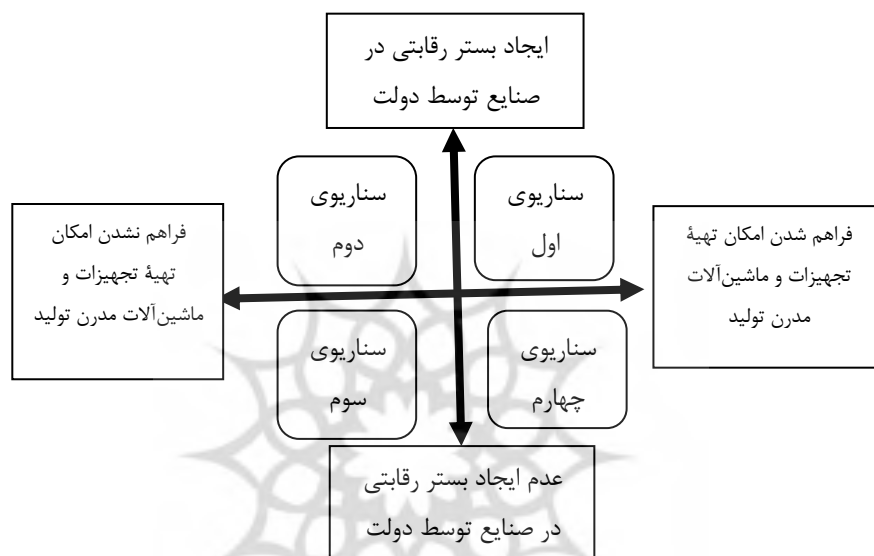 ایجاد بستر رقابتی در
صنایع توسط دولت
سناریوی
اول
سناریوی
دوم
فراهم شدن امکان تهیۀ
تجهیزات و ماشین‌آلات
مدرن تولید
فراهم نشدن امکان
تهیۀ تجهیزات و
ماشین‌آلات مدرن تولید
سناریوی
چهارم
سناریوی
سوم
عدم ایجاد بستر رقابتی
در صنایع توسط دولت